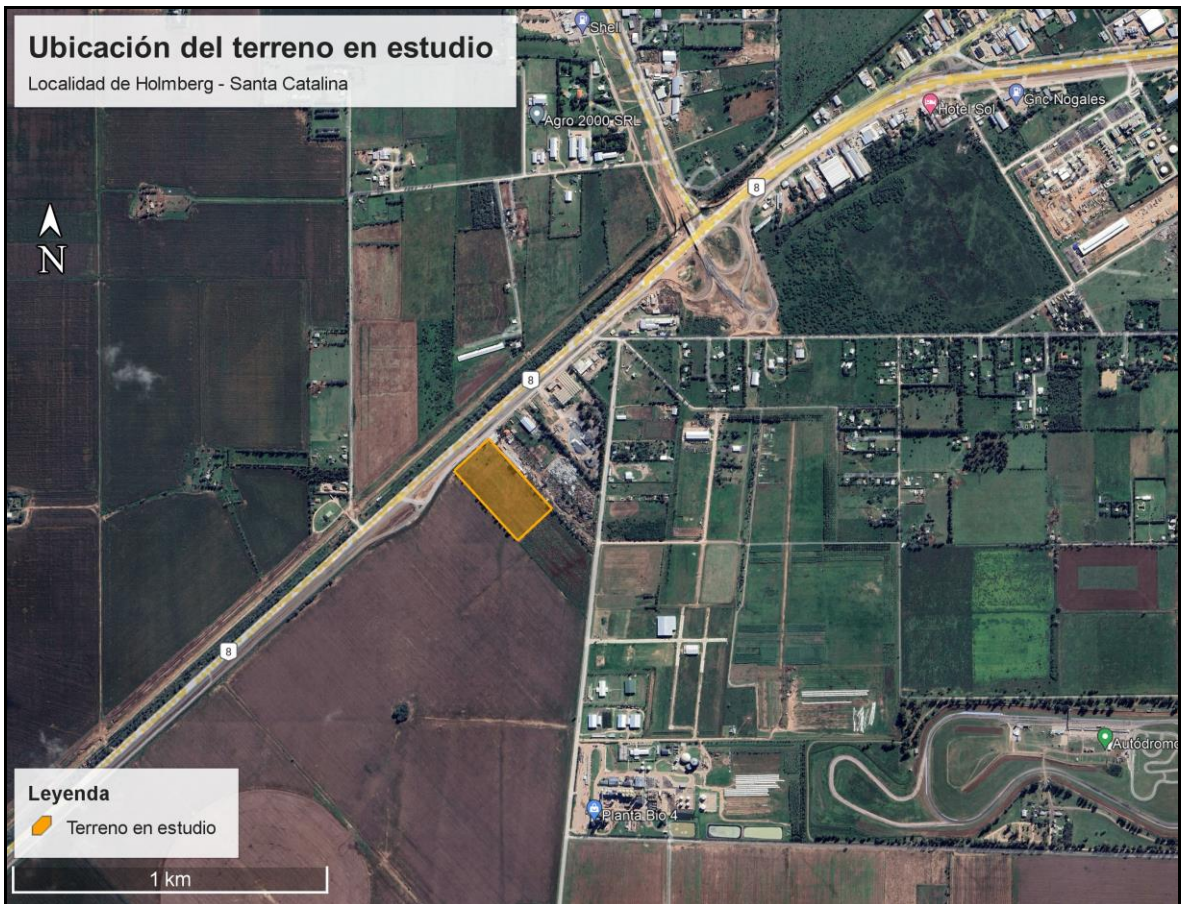 Ubicación del terreno en estudio
Localidad de Holmberg - Santa Catalina
Shell
Agro 2000 SRL
Hotel Sol
Gnc Nogales
8
N
8
8
Autódromo
Leyenda
Terreno en estudio
Planta Bio 4
1 km